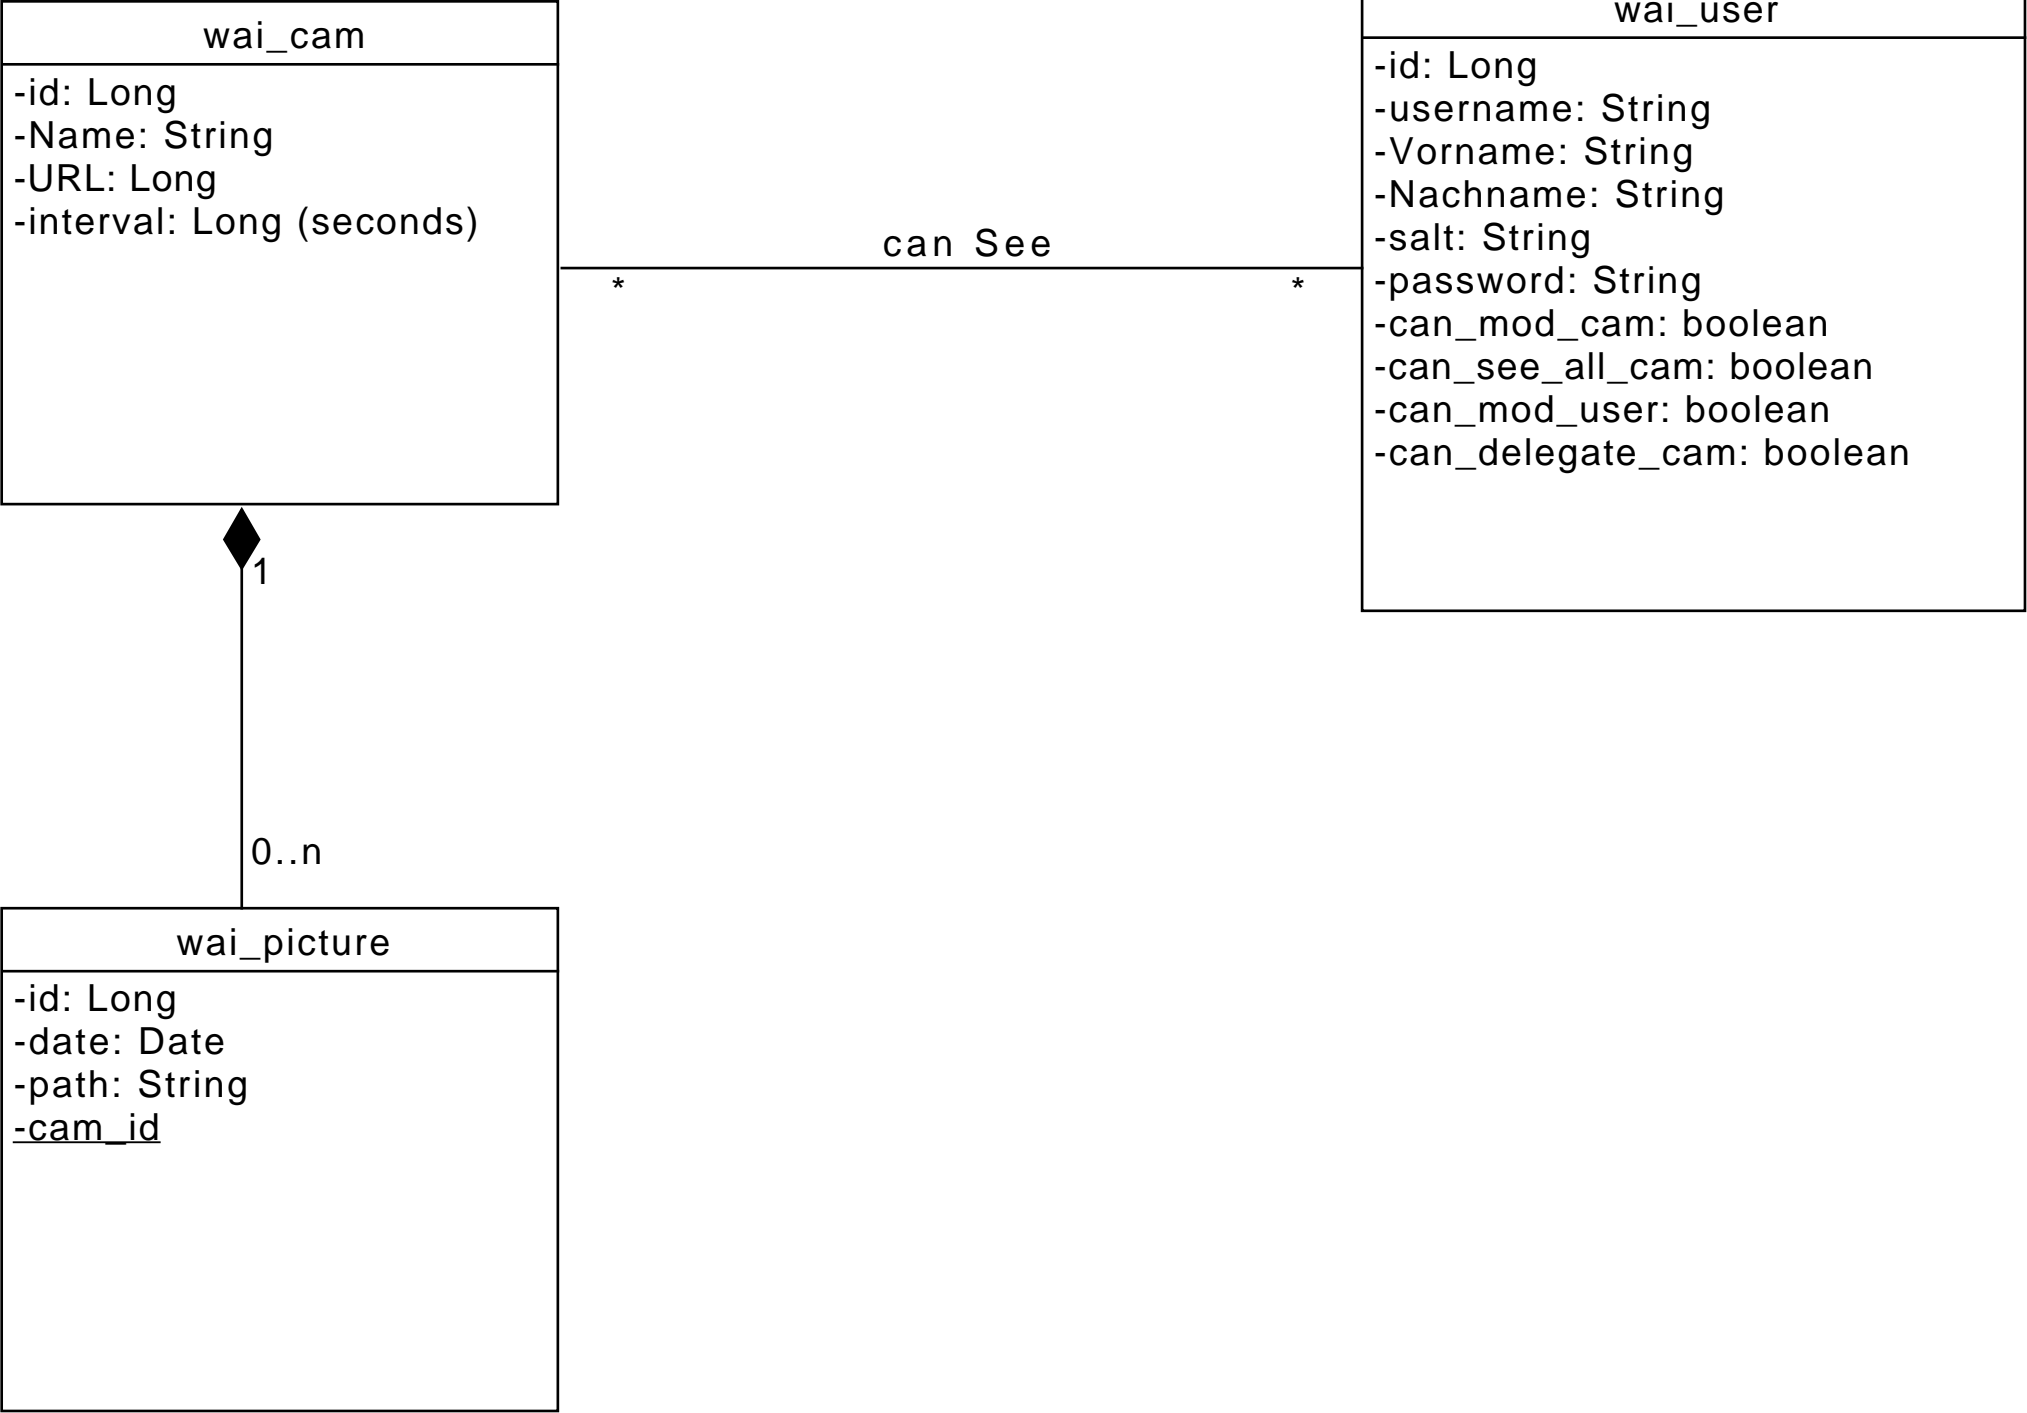 wai_cam
-id: Long
-Name: String
-URL: Long
-interval: Long (seconds)
can See
*
*
wai_user
-id: Long
-username: String
-Vorname: String
-Nachname: String
-salt: String
-password: String
-can_mod_cam: boolean
-can_see_all_cam: boolean
-can_mod_user: boolean
-can_delegate_cam: boolean
1
0..n
wai_picture
-id: Long
-date: Date
-path: String
-cam_id